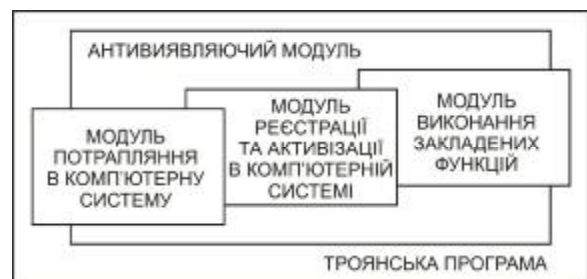 АНТИВИЯВЛЯЮЧИЙ МОДУЛЬ
МОДУЛЬ
ПОТРАПЛЯННЯ
В КОМП'ЮТЕРНУ
СИСТЕМУ
МОДУЛЬ
РЕЄСТРАЦІЇ
ТА АКТИВІЗАЦІЇ
В КОМП'ЮТЕРНІЙ
СИСТЕМІ
МОДУЛЬ
ВИКОНАННЯ
ЗАКЛАДЕНИХ
ФУНКЦІЙ
ТРОЯНСЬКА ПРОГРАМА